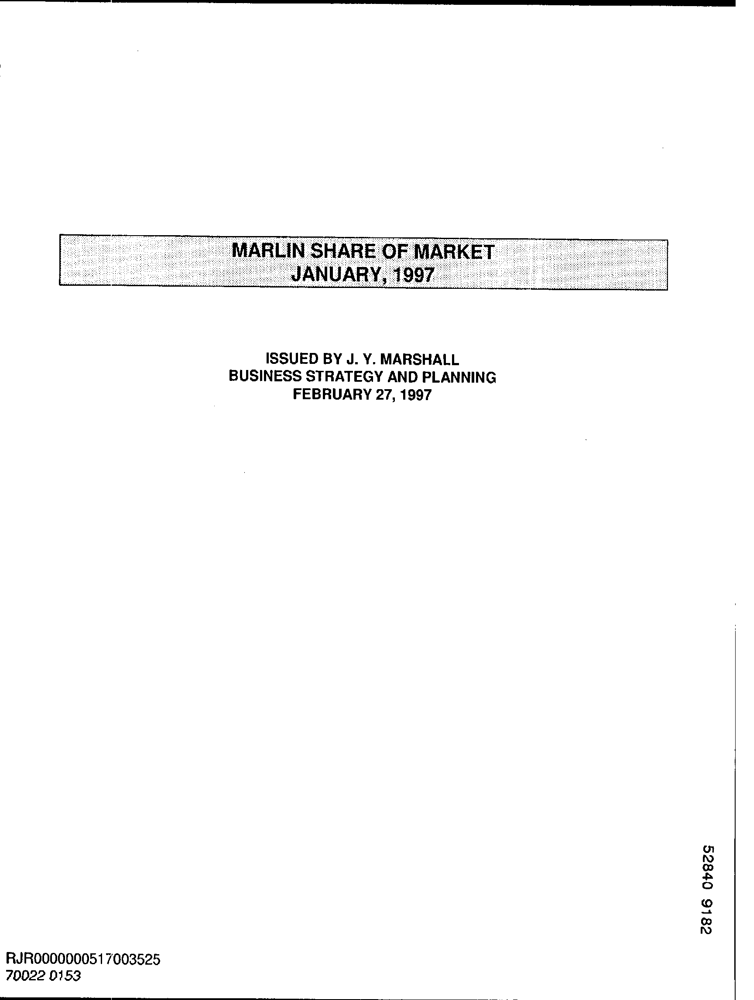 MARLIN SHARE OF MARKET
JANUARY, 1997
ISSUED BY J. Y. MARSHALL
BUSINESS STRATEGY AND PLANNING
FEBRUARY 27, 1997
52840 9182
RJR0000000517003525
70022 0153